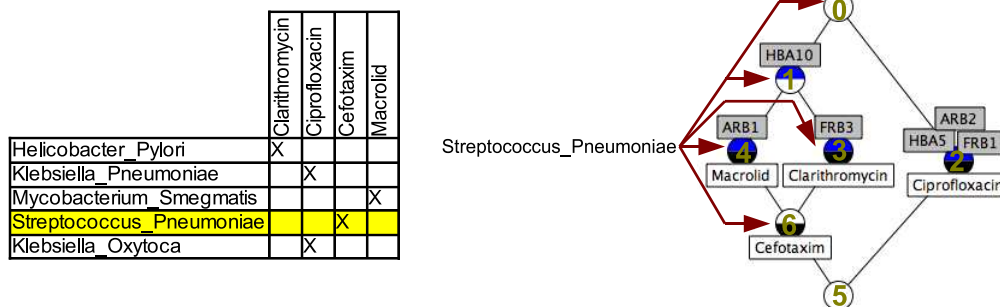 Clarithromycin
Ciprofloxacin
Cefotaxim
Macrolid
Helicobacter_Pylori X
Klebsiella_Pneumoniae X
Mycobacterium_Smegmatis X
Streptococcus_Pneumoniae X
Klebsiella_Oxytoca X
Streptococcus_Pneumoniae
0
HBA10
1
ARB1
FRB3
4
3
Macrolid
Clarithromycin
ARB2
HBA5
FRB1
2
Ciprofloxacin
6
Cefotaxim
5